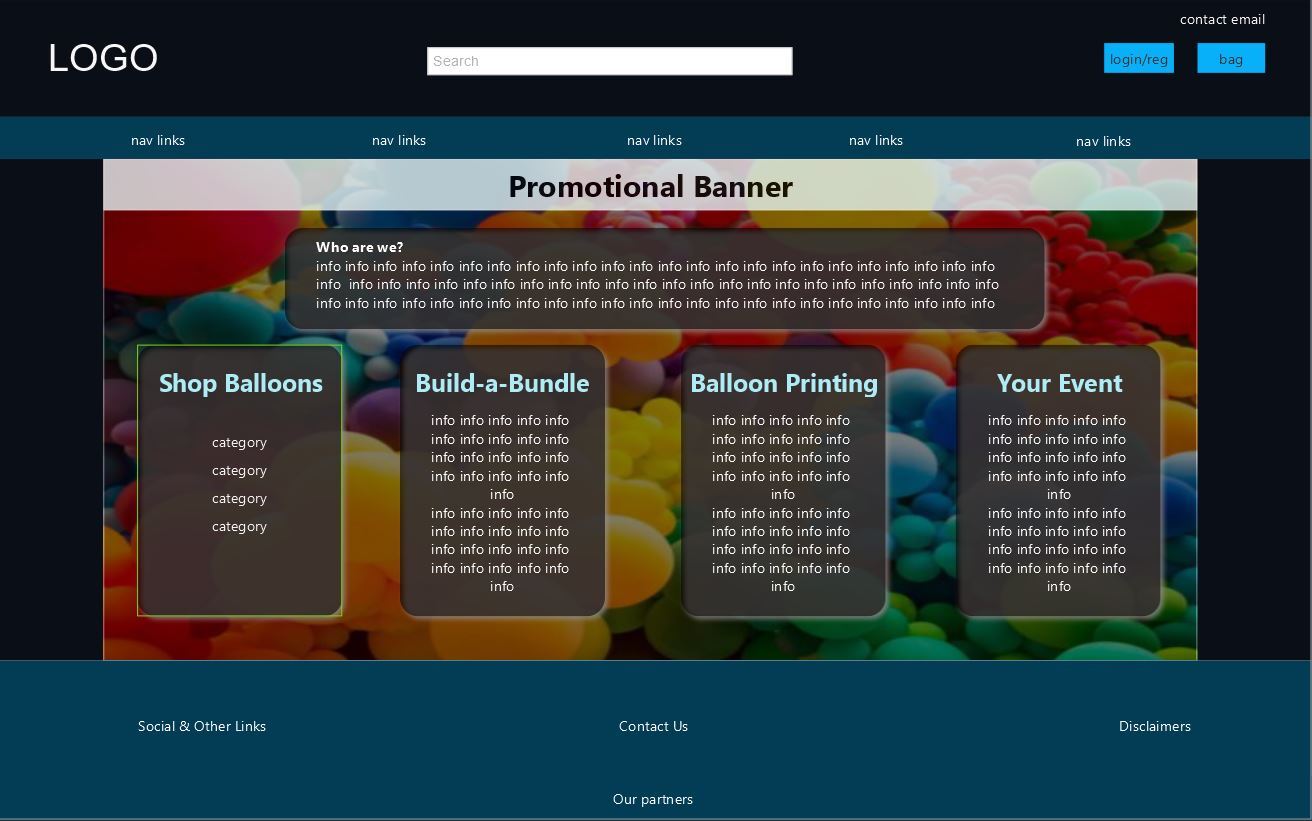 contact email
LOGO
Search
login/reg
bag
nav links
nav links
nav links
nav links
nav links
Promotional Banner
Who are we?
info info info info info info info info info info info info info info info info info info info info info info info info
info  info info info info info info info info info info info info info info info info info info info info info info info
info info info info info info info info info info info info info info info info info info info info info info info info
Shop Balloons
category
category
category
category
Build-a-Bundle
info info info info info
info info info info info
info info info info info
info info info info info
info
info info info info info
info info info info info
info info info info info
info info info info info
info
Balloon Printing
info info info info info
info info info info info
info info info info info
info info info info info
info
info info info info info
info info info info info
info info info info info
info info info info info
info
Your Event
info info info info info
info info info info info
info info info info info
info info info info info
info
info info info info info
info info info info info
info info info info info
info info info info info
info
Social & Other Links
Contact Us
Disclaimers
Our partners